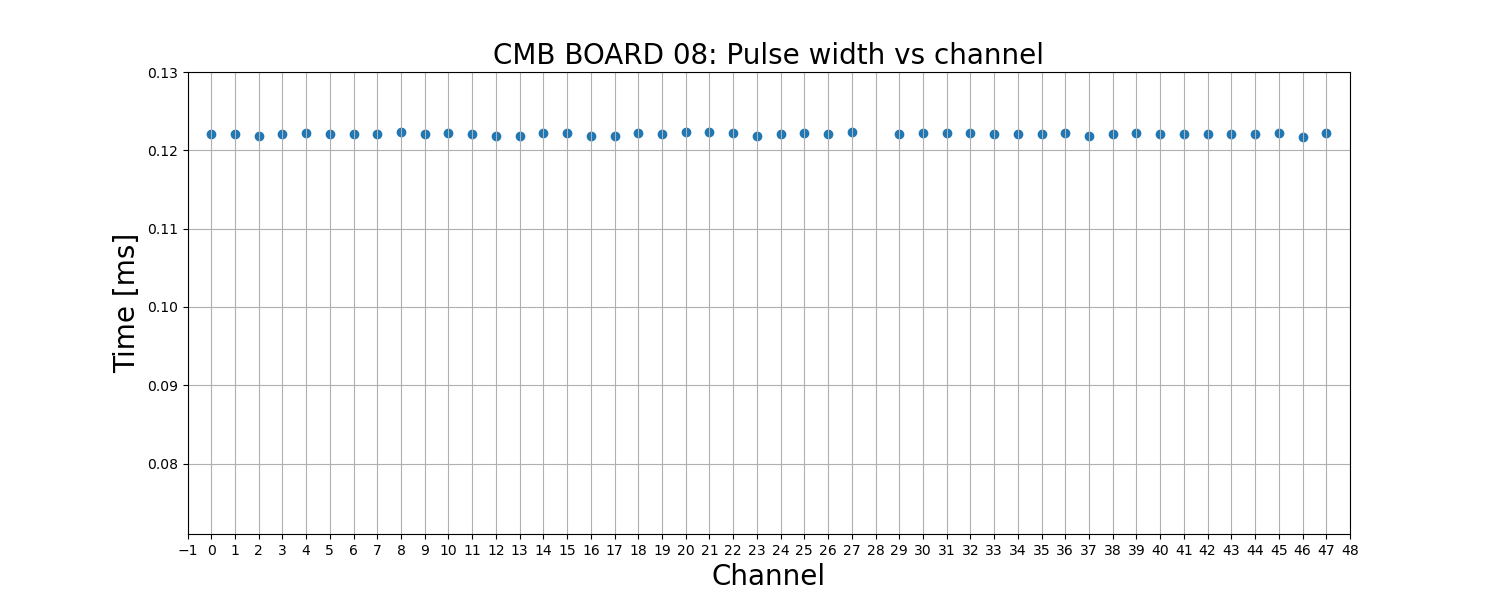 CMB BOARD 08: Pulse width vs channel
0.13
0.12
0.11
0.10
0.09
0.08
Time [ms]
−1 0 1 2 3 4 5 6 7 8 9 10 11 12 13 14 15 16 17 18 19 20 21 22 23 24 25 26 27 28 29 30 31 32 33 34 35 36 37 38 39 40 41 42 43 44 45 46 47 48
Channel